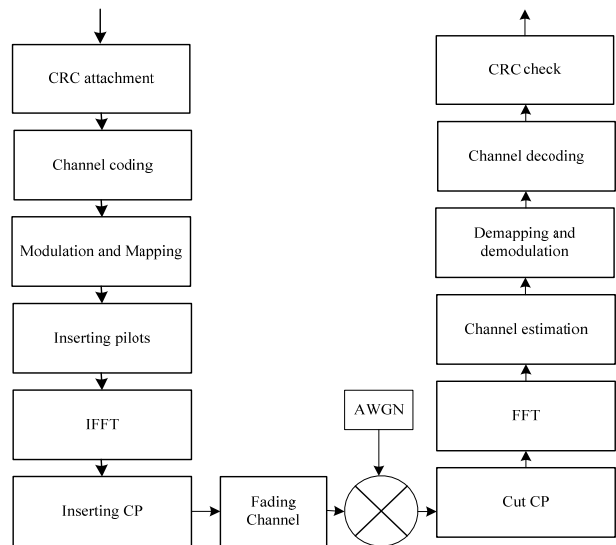 CRC attachment
Channel coding
Modulation and Mapping
Inserting pilots
IFFT
Inserting CP
Fading
Channel
AWGN
Cut CP
FFT
Channel estimation
Demapping and
demodulation
Channel decoding
CRC check